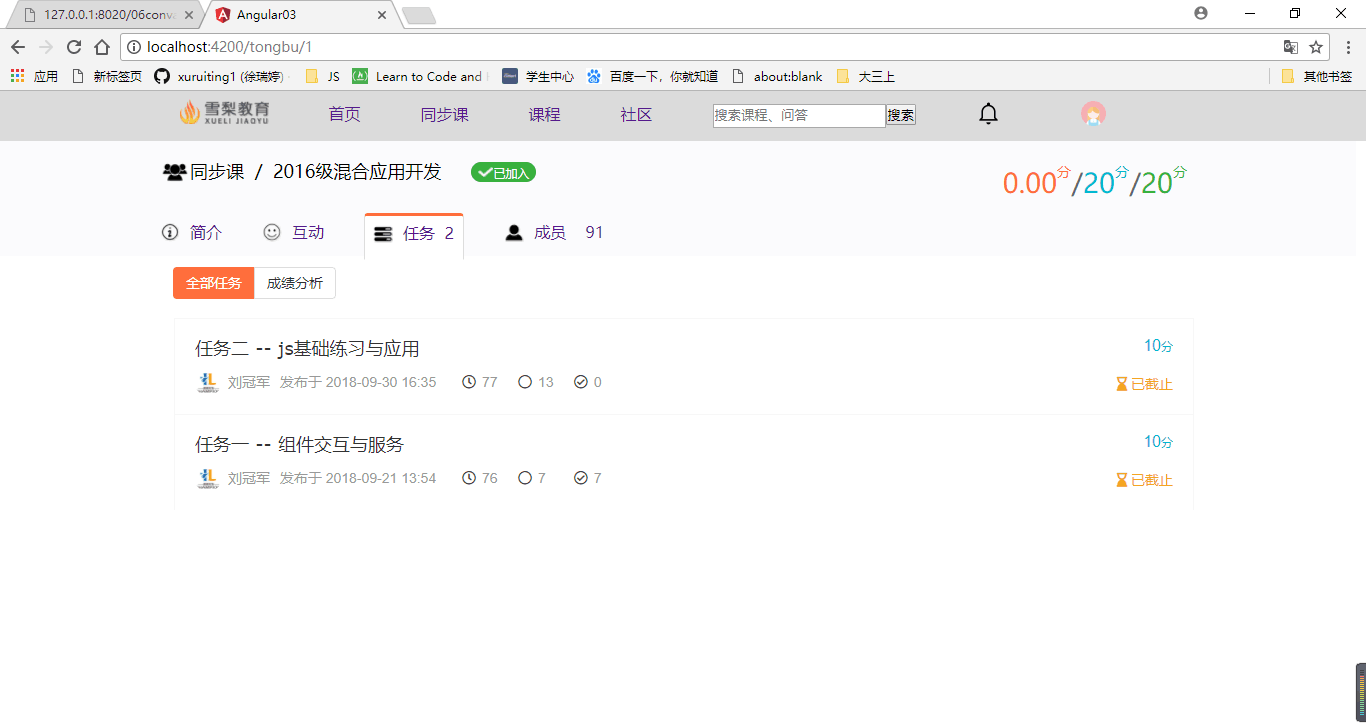 127.0.0.1:8020/06conv
Angular03
localhost:4200/tongbu/1
应用 新标签页 xuruiting1 (徐瑞婷) JS Learn to Code and 学生中心 百度一下，你就知道 about:blank 大三上 其他书签
雪梨教育 首页 同步课 课程 社区 搜索课程、问答 搜索
XUELI JIAOYU
同步课 / 2016级混合应用开发 已加入 0.00分/20分/20分
简介 互动 任务 2 成员 91
全部任务 成绩分析
任务二 -- js基础练习与应用 10分
刘冠军 发布于 2018-09-30 16:35 77 13 0 已截止
任务一 -- 组件交互与服务 10分
刘冠军 发布于 2018-09-21 13:54 76 7 7 已截止